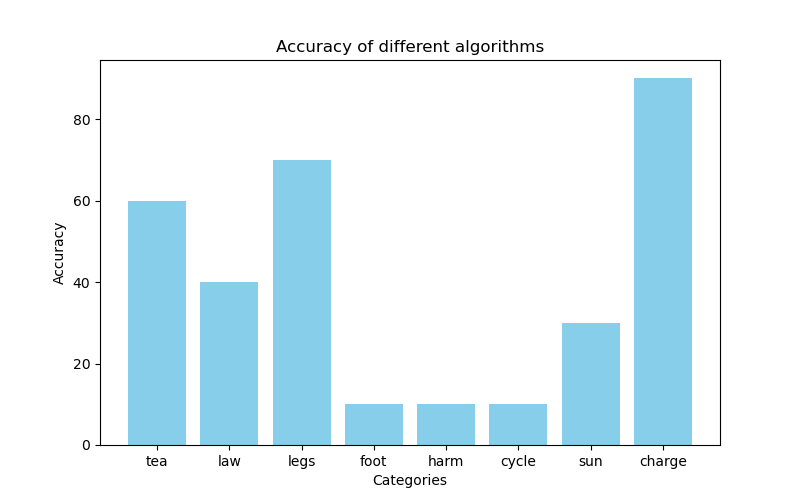 Accuracy of different algorithms
Accuracy
80
60
40
20
0
tea law legs foot harm cycle sun charge
Categories